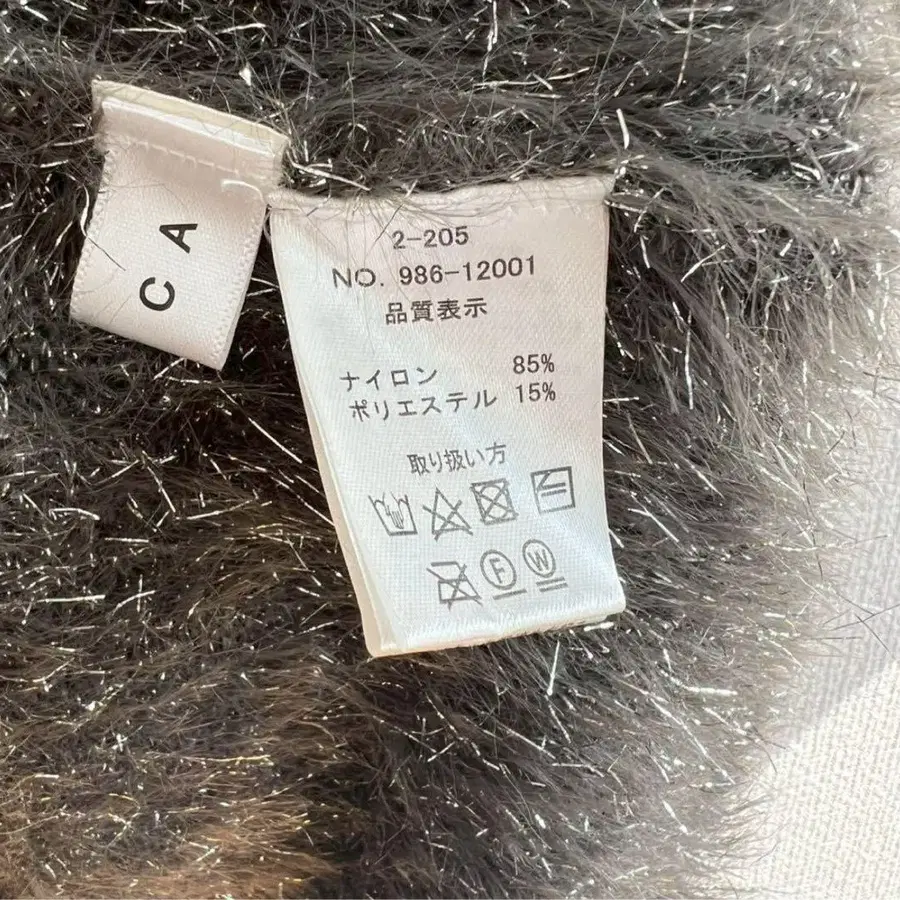 CA
2-205
NO. 986-12001
品質表示
ナイロン 85%
ポリエステル 15%
取り扱い方
F W